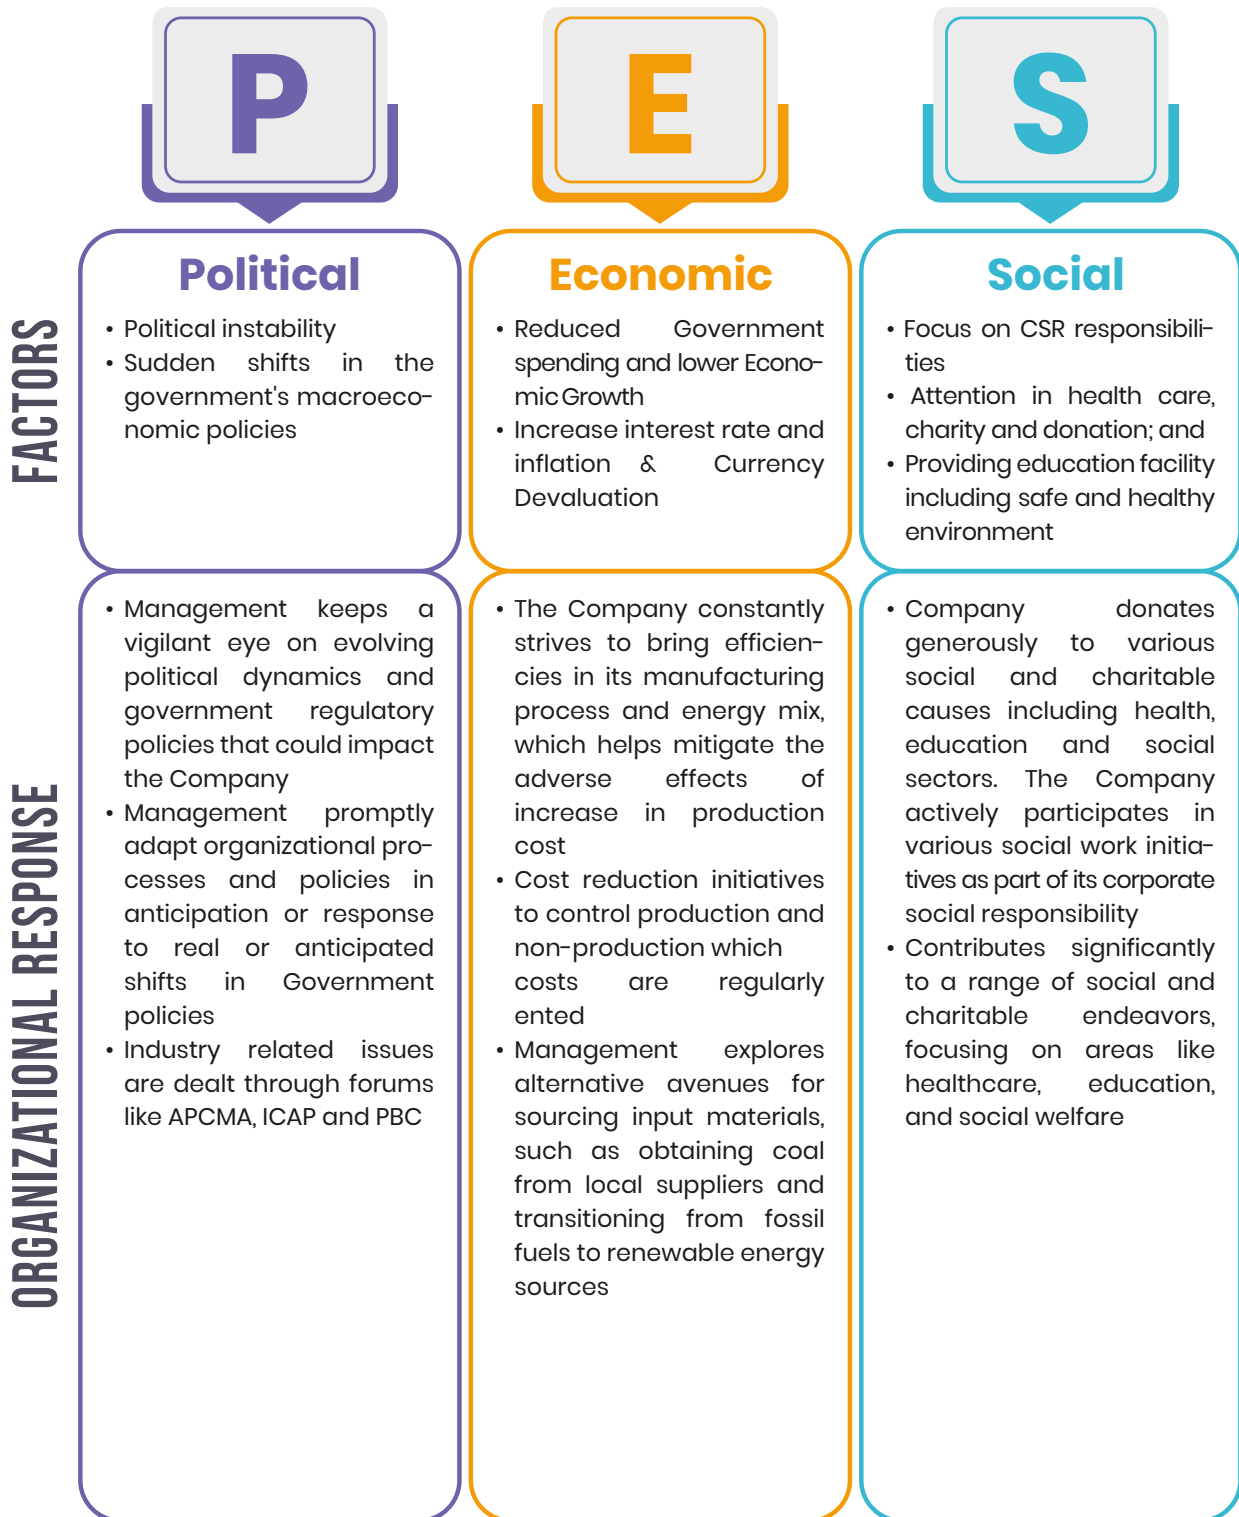 P
E
S
FACTORS
Political
• Political instability
• Sudden shifts in the
government's macroeco-
nomic policies
Economic
• Reduced Government
spending and lower Econo-
mic Growth
• Increase interest rate and
inflation & Currency
Devaluation
Social
• Focus on CSR responsibili-
ties
• Attention in health care,
charity and donation; and
• Providing education facility
including safe and healthy
environment
ORGANIZATIONAL RESPONSE
• Management keeps a
vigilant eye on evolving
political dynamics and
government regulatory
policies that could impact
the Company
• Management promptly
adapt organizational pro-
cesses and policies in
anticipation or response
to real or anticipated
shifts in Government
policies
• Industry related issues
are dealt through forums
like APCMA, ICAP and PBC
• The Company constantly
strives to bring efficien-
cies in its manufacturing
process and energy mix,
which helps mitigate the
adverse effects of
increase in production
cost
• Cost reduction initiatives
to control production and
non-production which
costs are regularly
ented
• Management explores
alternative avenues for
sourcing input materials,
such as obtaining coal
from local suppliers and
transitioning from fossil
fuels to renewable energy
sources
• Company donates
generously to various
social and charitable
causes including health,
education and social
sectors. The Company
actively participates in
various social work initia-
tives as part of its corporate
social responsibility
• Contributes significantly
to a range of social and
charitable endeavors,
focusing on areas like
healthcare, education,
and social welfare